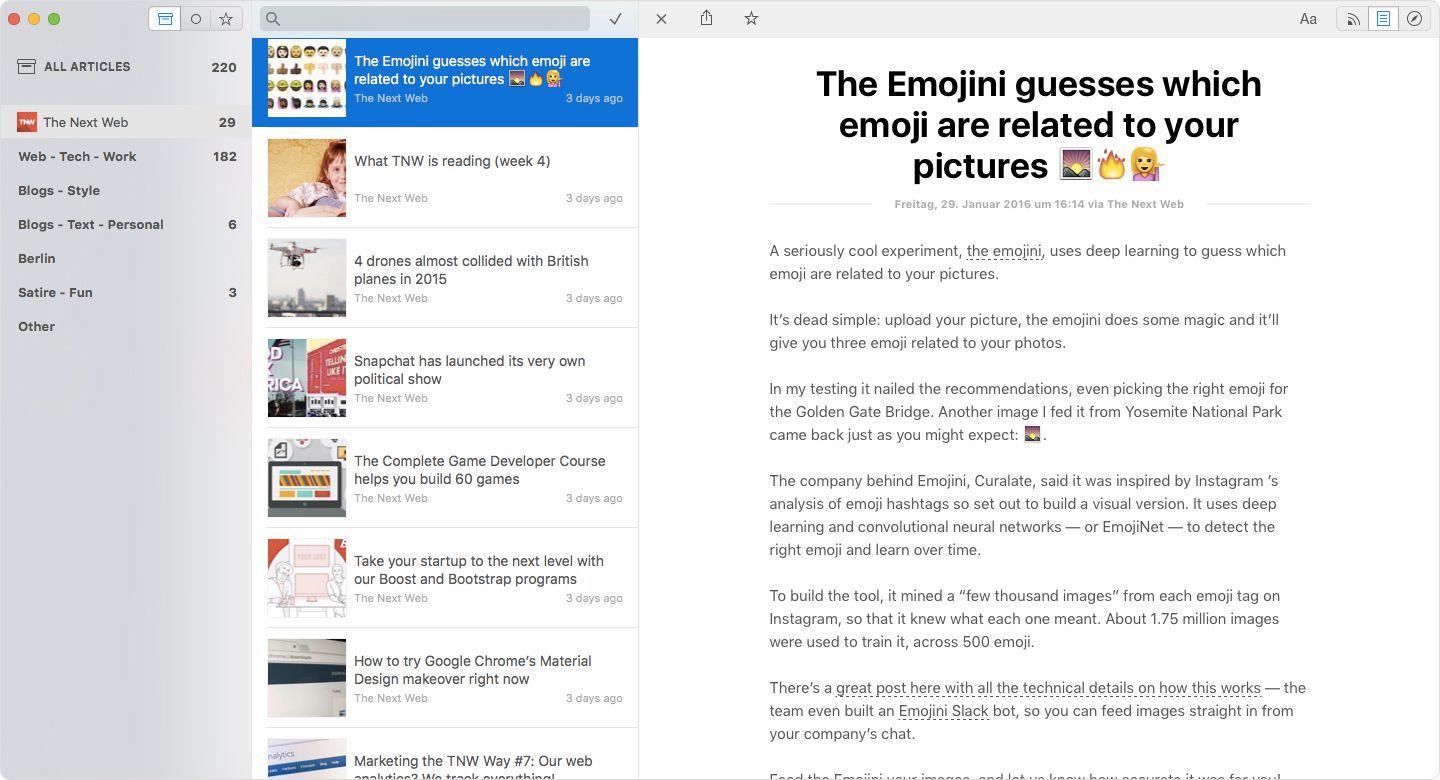 ALL ARTICLES 220
TNW The Next Web 29
Web - Tech - Work 182
Blogs - Style
Blogs - Text - Personal 6
Berlin
Satire - Fun 3
Other
The Emojini guesses which emoji are
related to your pictures 🌄🔥💁
The Next Web 3 days ago
What TNW is reading (week 4)
The Next Web 3 days ago
4 drones almost collided with British
planes in 2015
The Next Web 3 days ago
Snapchat has launched its very own
political show
The Next Web 3 days ago
The Complete Game Developer Course
helps you build 60 games
The Next Web 3 days ago
Take your startup to the next level with
our Boost and Bootstrap programs
The Next Web 3 days ago
How to try Google Chrome’s Material
Design makeover right now
The Next Web 3 days ago
Marketing the TNW Way #7: Our web
analytics? We track everything!
Aa
The Emojini guesses which
emoji are related to your
pictures 🌄🔥💁
Freitag, 29. Januar 2016 um 16:14 via The Next Web
A seriously cool experiment, the emojini, uses deep learning to guess which
emoji are related to your pictures.
It’s dead simple: upload your picture, the emojini does some magic and it’ll
give you three emoji related to your photos.
In my testing it nailed the recommendations, even picking the right emoji for
the Golden Gate Bridge. Another image I fed it from Yosemite National Park
came back just as you might expect: 🌄.
The company behind Emojini, Curalate, said it was inspired by Instagram ’s
analysis of emoji hashtags so set out to build a visual version. It uses deep
learning and convolutional neural networks — or EmojiNet — to detect the
right emoji and learn over time.
To build the tool, it mined a “few thousand images” from each emoji tag on
Instagram, so that it knew what each one meant. About 1.75 million images
were used to train it, across 500 emoji.
There’s a great post here with all the technical details on how this works — the
team even built an Emojini Slack bot, so you can feed images straight in from
your company’s chat.
Feed the Emojini your images, and let us know how accurate it was for you!